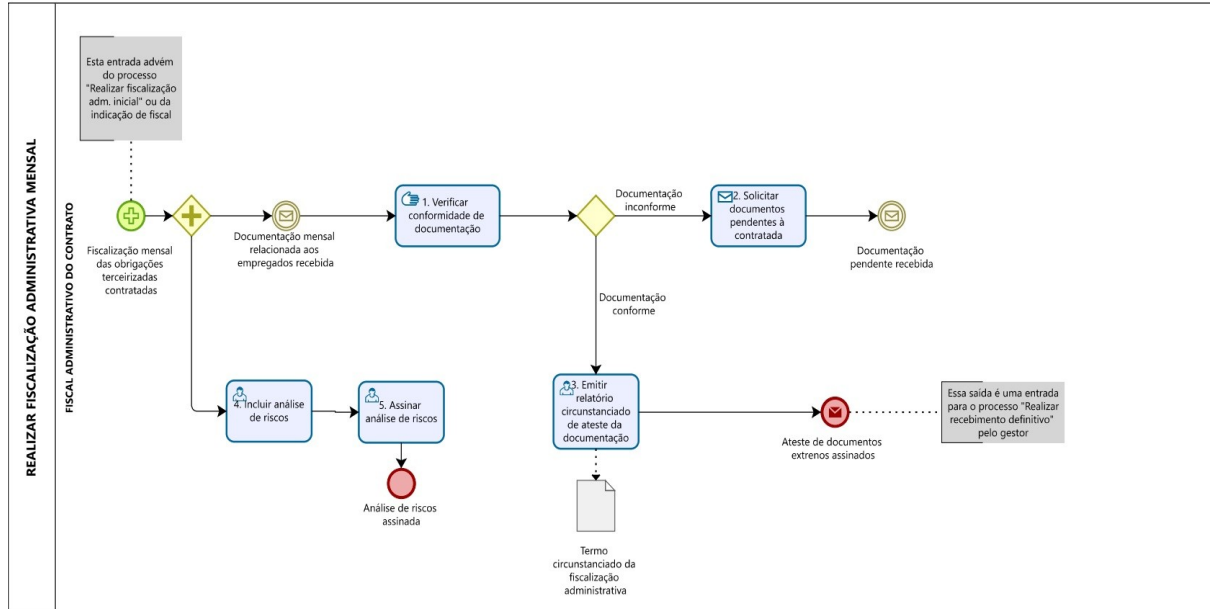 REALIZAR FISCALIZAÇÃO ADMINISTRATIVA MENSAL
FISCAL ADMINISTRATIVO DO CONTRATO
Esta entrada advém
do processo
"Realizar fiscalização
adm. inicial" ou da
indicação de fiscal
Fiscalização mensal
das obrigações
terceirizadas
contratadas
Documentação mensal
relacionada aos
empregados recebida
1. Verificar
conformidade de
documentação
Documentação
inconforme
2. Solicitar
documentos
pendentes à
contratada
Documentação
pendente recebida
Documentação
conforme
4. Incluir análise
de riscos
5. Assinar
análise de riscos
Análise de riscos
assinada
3. Emitir
relatório
circunstanciado
de ateste da
documentação
Termo
circunstanciado da
fiscalização
administrativa
Ateste de documentos
extrenos assinados
Essa saída é uma entrada
para o processo "Realizar
recebimento definitivo"
pelo gestor